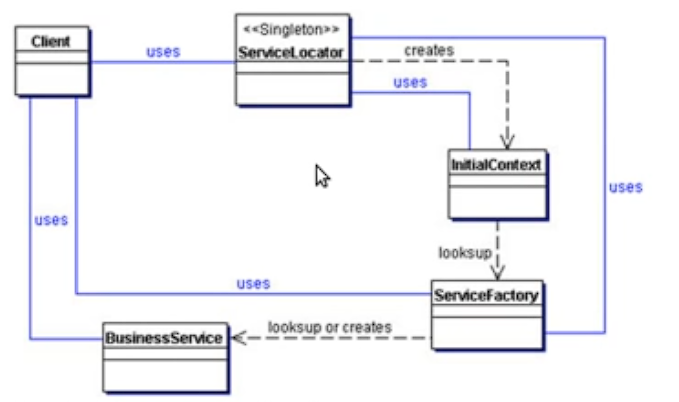 <<Singleton>>
Client
uses
ServiceLocator
creates
uses
InitialContext
uses
uses
looksup
uses
ServiceFactory
looksup or creates
BusinessService